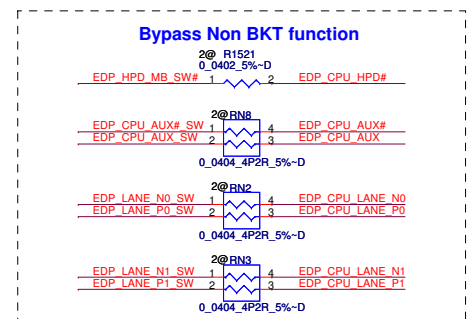 Bypass Non BKT function
2@ R1521
0_0402_5%~D
EDP_HPD_MB_SW# 1 2 EDP_CPU_HPD#
2@RN8
EDP_CPU_AUX#_SW 1 4 EDP_CPU_AUX#
EDP_CPU_AUX_SW 2 3 EDP_CPU_AUX
0_0404_4P2R_5%~D
2@RN2
EDP_LANE_N0_SW 1 4 EDP_CPU_LANE_N0
EDP_LANE_P0_SW 2 3 EDP_CPU_LANE_P0
0_0404_4P2R_5%~D
2@RN3
EDP_LANE_N1_SW 1 4 EDP_CPU_LANE_N1
EDP_LANE_P1_SW 2 3 EDP_CPU_LANE_P1
0_0404_4P2R_5%~D